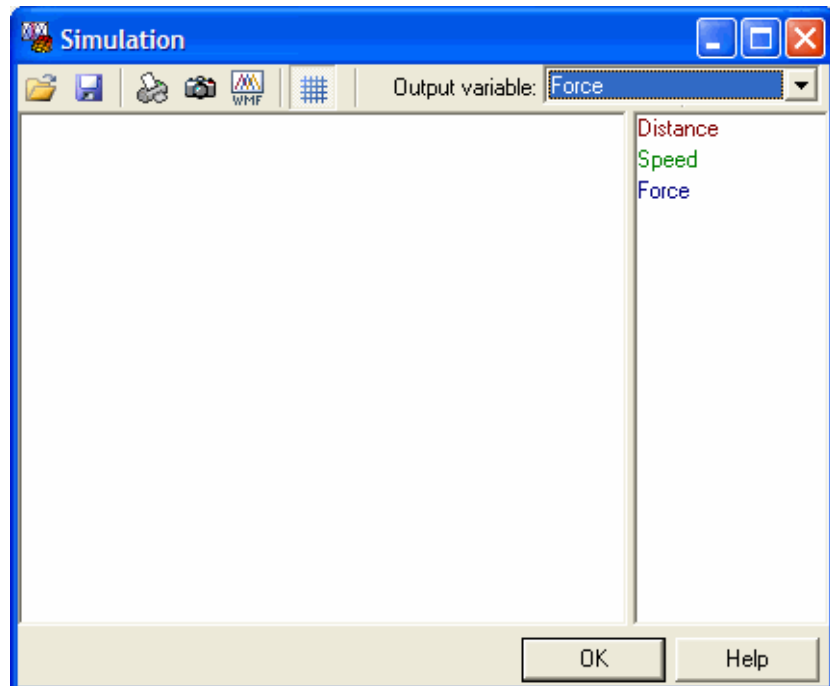 Simulation
WMF
Output variable: Force
Distance
Speed
Force
OK
Help